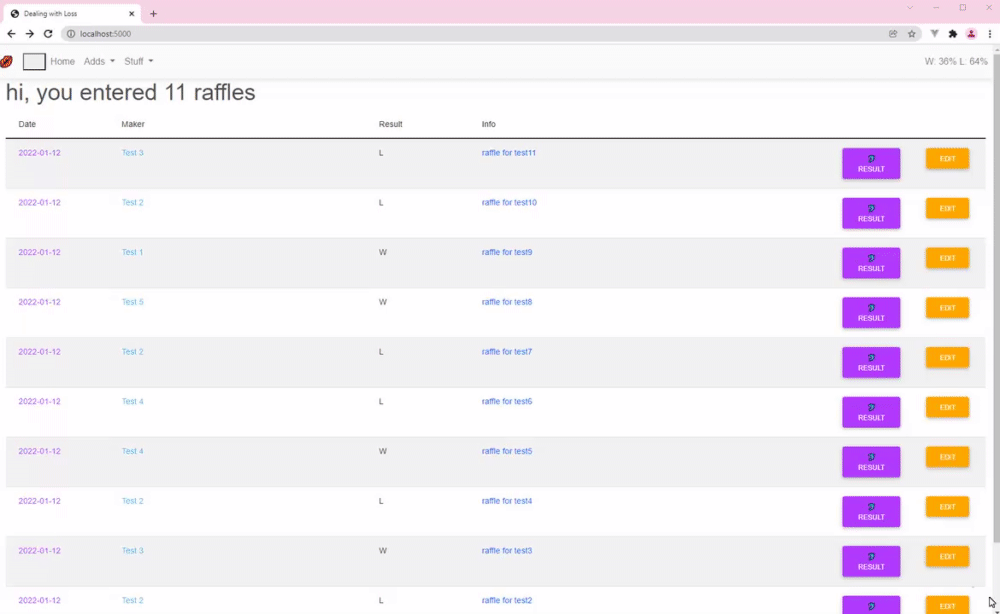 Dealing with Loss
localhost:5000
Home Adds Stuff W: 36% L: 64%
hi, you entered 11 raffles
Date Maker Result Info
2022-01-12 Test 3 L raffle for test11 RESULT EDIT
2022-01-12 Test 2 L raffle for test10 RESULT EDIT
2022-01-12 Test 1 W raffle for test9 RESULT EDIT
2022-01-12 Test 5 W raffle for test8 RESULT EDIT
2022-01-12 Test 2 L raffle for test7 RESULT EDIT
2022-01-12 Test 4 L raffle for test6 RESULT EDIT
2022-01-12 Test 4 W raffle for test5 RESULT EDIT
2022-01-12 Test 2 L raffle for test4 RESULT EDIT
2022-01-12 Test 3 W raffle for test3 RESULT EDIT
2022-01-12 Test 2 L raffle for test2 EDIT